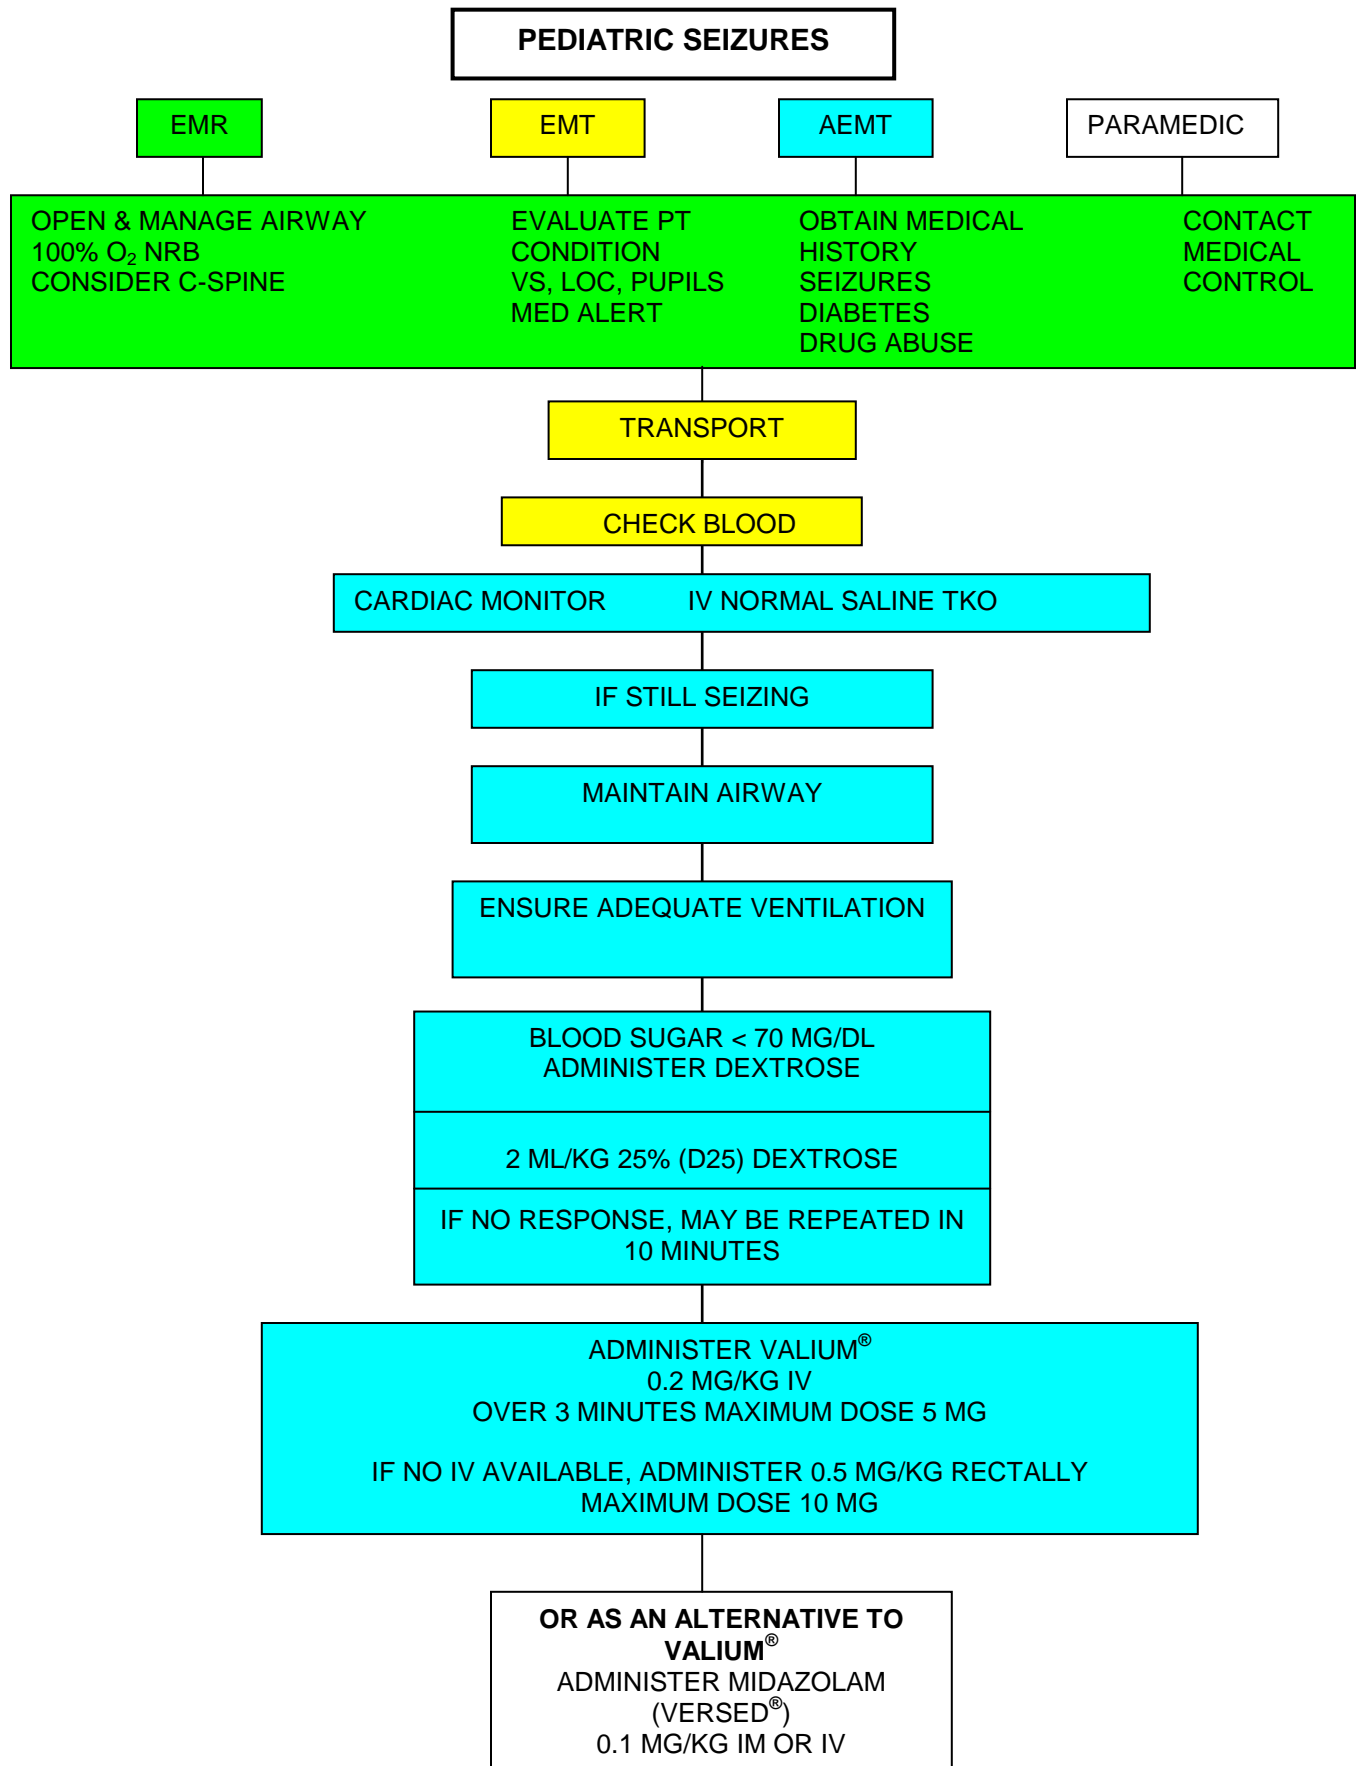 PEDIATRIC SEIZURES
EMR
EMT
AEMT
PARAMEDIC
OPEN & MANAGE AIRWAY
100% O₂ NRB
CONSIDER C-SPINE
EVALUATE PT
CONDITION
VS, LOC, PUPILS
MED ALERT
OBTAIN MEDICAL
HISTORY
SEIZURES
DIABETES
DRUG ABUSE
CONTACT
MEDICAL
CONTROL
TRANSPORT
CHECK BLOOD
CARDIAC MONITOR IV NORMAL SALINE TKO
IF STILL SEIZING
MAINTAIN AIRWAY
ENSURE ADEQUATE VENTILATION
BLOOD SUGAR < 70 MG/DL
ADMINISTER DEXTROSE
2 ML/KG 25% (D25) DEXTROSE
IF NO RESPONSE, MAY BE REPEATED IN
10 MINUTES
ADMINISTER VALIUM®
0.2 MG/KG IV
OVER 3 MINUTES MAXIMUM DOSE 5 MG
IF NO IV AVAILABLE, ADMINISTER 0.5 MG/KG RECTALLY
MAXIMUM DOSE 10 MG
OR AS AN ALTERNATIVE TO
VALIUM®
ADMINISTER MIDAZOLAM
(VERSED®)
0.1 MG/KG IM OR IV